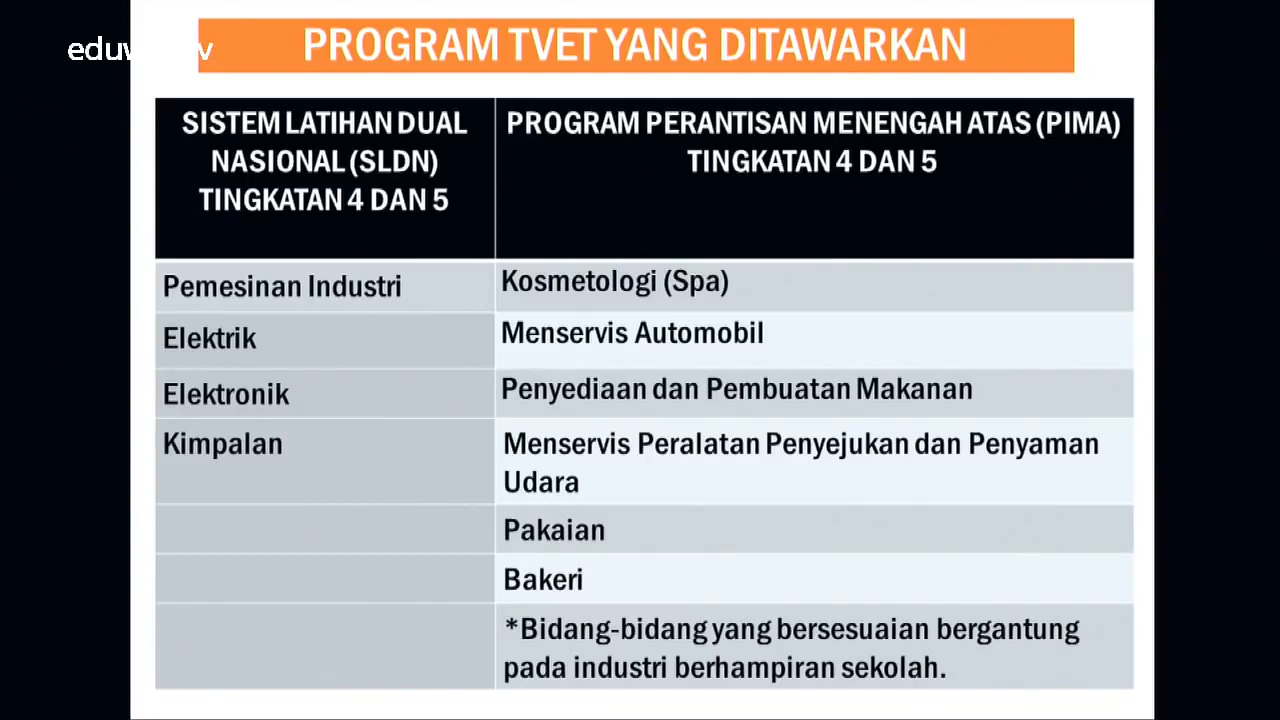 PROGRAM TVET YANG DITAWARKAN
SISTEM LATIHAN DUAL
NASIONAL (SLDN)
TINGKATAN 4 DAN 5
PROGRAM PERANTISAN MENENGAH ATAS (PIMA)
TINGKATAN 4 DAN 5
Pemesinan Industri
Kosmetologi (Spa)
Elektrik
Menservis Automobil
Elektronik
Penyediaan dan Pembuatan Makanan
Kimpalan
Menservis Peralatan Penyejukan dan Penyaman
Udara
Pakaian
Bakeri
*Bidang-bidang yang bersesuaian bergantung
pada industri berhampiran sekolah.